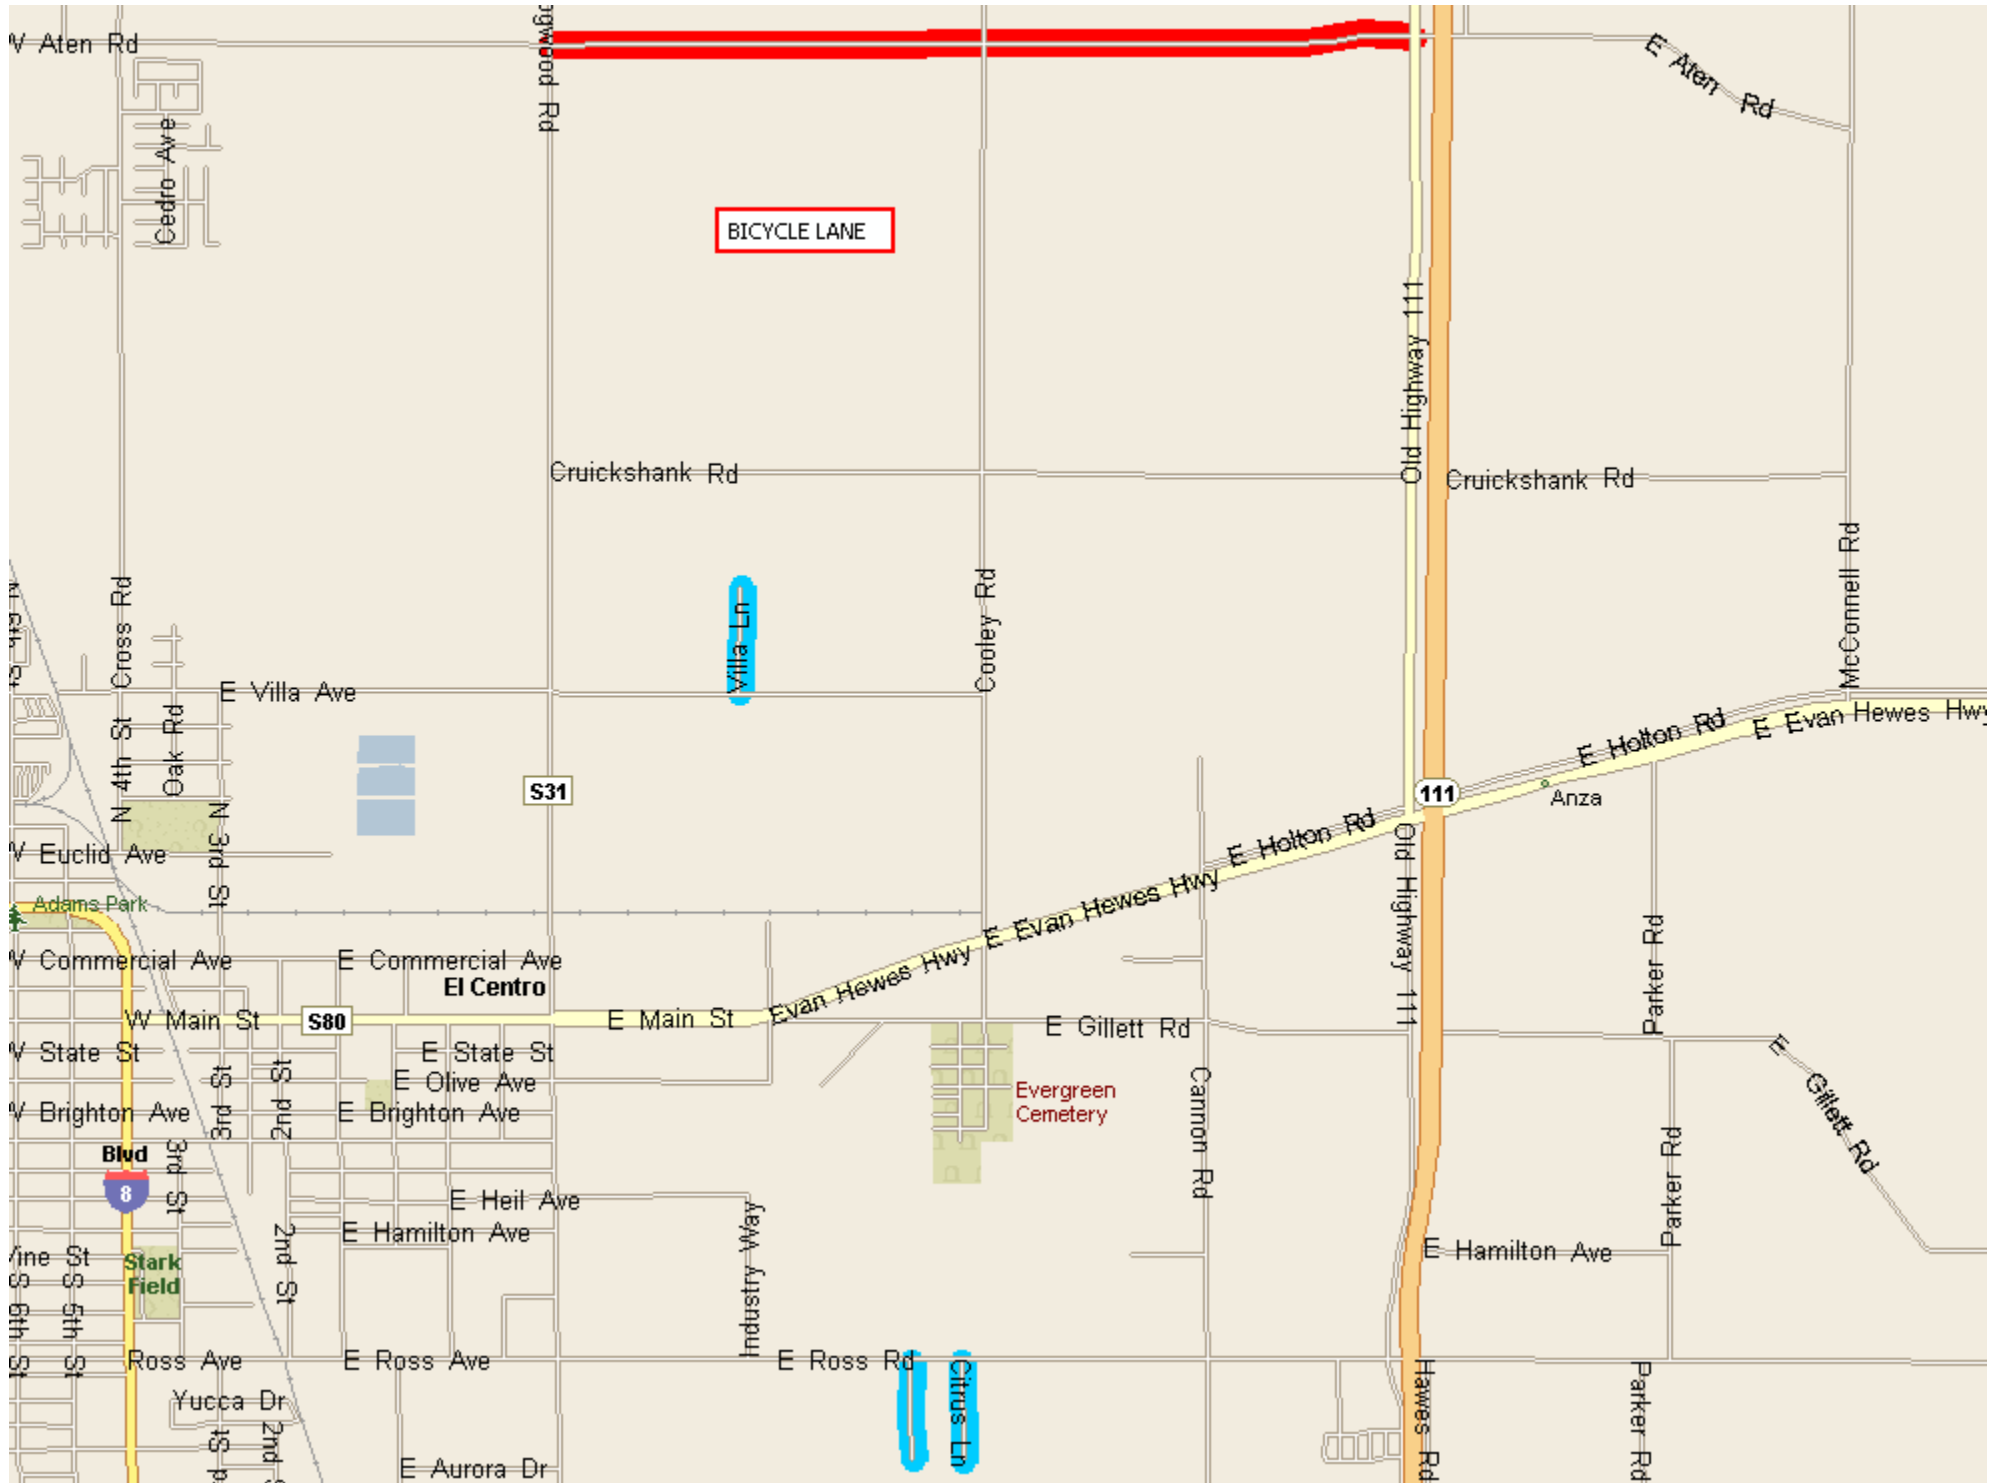 W Aten Rd
ogwood Rd
E Aten Rd
Cedro Ave
BICYCLE LANE
Old Highway 111
Cruickshank Rd
Cruickshank Rd
Cross Rd
Villa Ln
Cooley Rd
McConnell Rd
E Villa Ave
N 4th St
Oak Rd
N 3rd St
S31
111
E Holton Rd
E Evan Hewes Hwy
Anza
E Holton Rd
W Euclid Ave
Adams Park
Old Highway 111
E Evan Hewes Hwy
Evan Hewes Hwy
Parker Rd
W Commercial Ave
E Commercial Ave
El Centro
W Main St
S80
E Main St
E Gillett Rd
W State St
E State St
3rd St
2nd St
E Olive Ave
W Brighton Ave
E Brighton Ave
Evergreen
Cemetery
Cannon Rd
E Gillett Rd
Parker Rd
Blvd
8
3rd St
E Heil Ave
2nd St
E Hamilton Ave
Industry Way
E Hamilton Ave
Vine St
Stark
Field
S 6th St
S 5th St
Ross Ave
E Ross Ave
E Ross Rd
Citrus Ln
Hawes Rd
Parker Rd
Yucca Dr
2nd S
rd St
E Aurora Dr